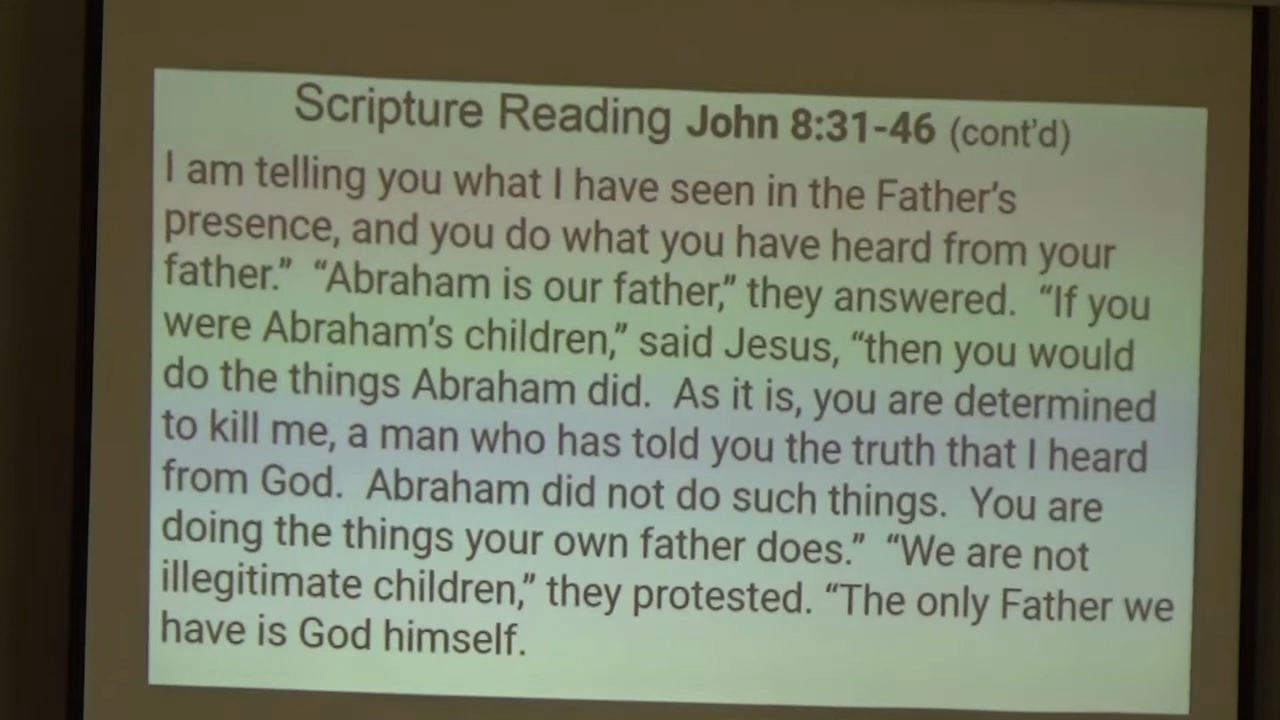 Scripture Reading John 8:31-46 (cont'd)
I am telling you what I have seen in the Father's
presence, and you do what you have heard from your
father.” “Abraham is our father,” they answered. “If you
were Abraham's children,” said Jesus, “then you would
do the things Abraham did. As it is, you are determined
to kill me, a man who has told you the truth that I heard
from God. Abraham did not do such things. You are
doing the things your own father does.” “We are not
illegitimate children,” they protested. “The only Father we
have is God himself.